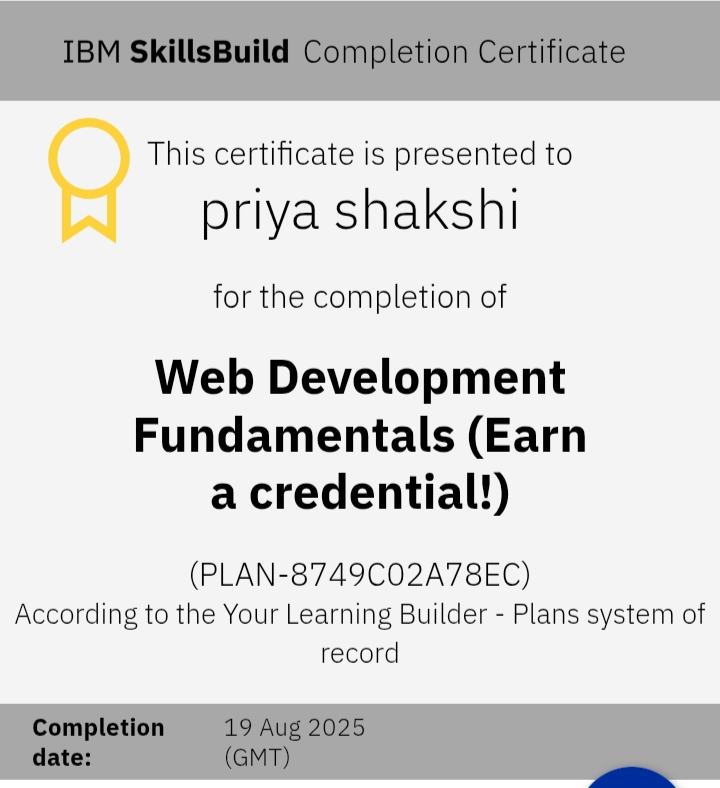 IBM SkillsBuild Completion Certificate
This certificate is presented to
priya shakshi
for the completion of
Web Development
Fundamentals (Earn
a credential!)
(PLAN-8749C02A78EC)
According to the Your Learning Builder - Plans system of
record
Completion 19 Aug 2025
date: (GMT)